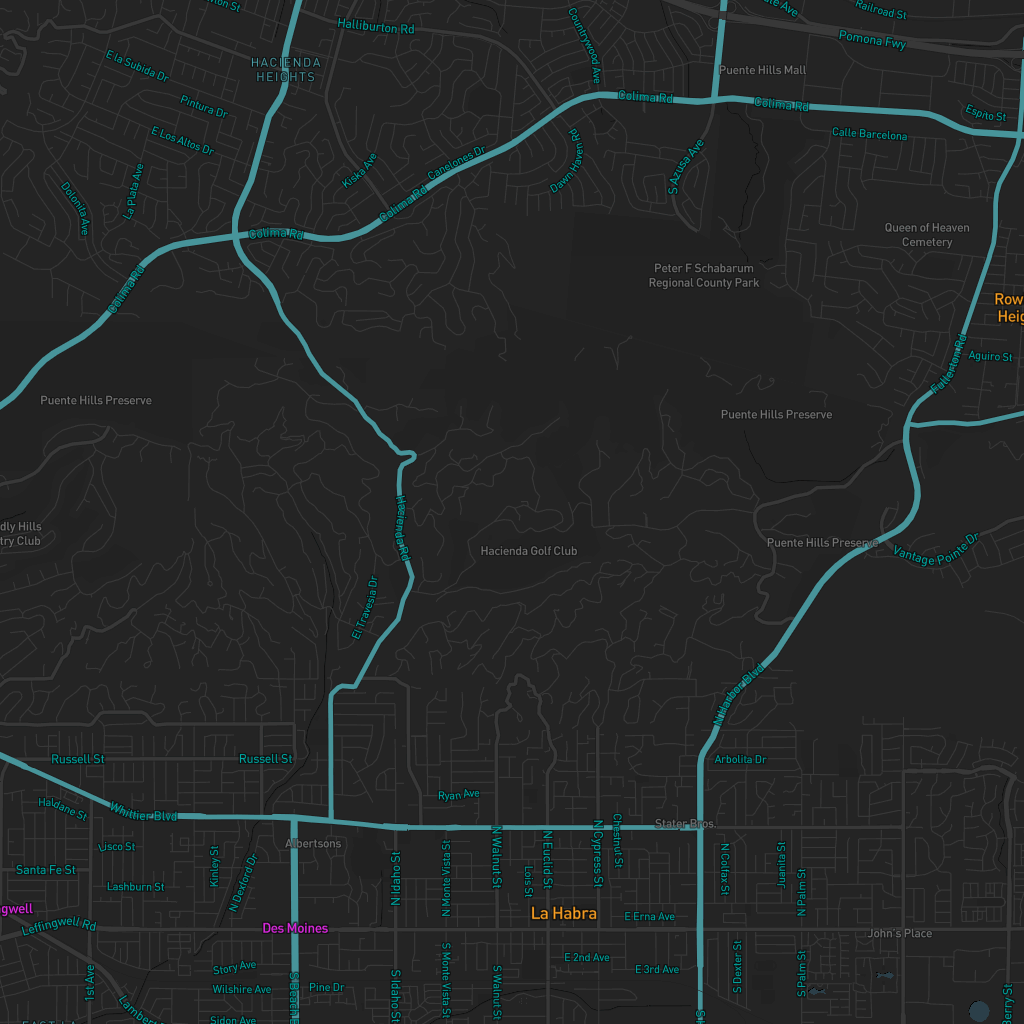 Halliburton Rd
Countrywood Ave
Railroad St
Pomona Fwy
HACIENDA
HEIGHTS
E la Subida Dr
Puente Hills Mall
Pintura Dr
Colima Rd
Colima Rd
Espito St
E Los Altos Dr
Calle Barcelona
Canelones Dr
Kiska Ave
Dawn Haven Rd
S Azusa Ave
La Plata Ave
Dolonita Ave
Colima Rd
Colima Rd
Queen of Heaven
Cemetery
Peter F Schabarum
Regional County Park
Colima Rd
Row
Heig
Aguiro St
Fullerton Rd
Puente Hills Preserve
Puente Hills Preserve
Hacienda Rd
dly Hills
try Club
Hacienda Golf Club
Puente Hills Preserve
Vantage Pointe Dr
El Travesia Dr
N Harbor Blvd
Russell St
Russell St
Arbolita Dr
Ryan Ave
Haldane St
Whittier Blvd
Stater Bros.
Chestnut St
N Cypress St
Albertsons
Lisco St
N Walnut St
N Euclid St
Santa Fe St
Kinley St
N Dexford Dr
N Idaho St
N Monte Vista St
Lois St
N Colfax St
Juanita St
N Palm St
Lashburn St
gwell
La Habra
E Erna Ave
Leffingwell Rd
Des Moines
John's Place
E 2nd Ave
S Dexter St
S Palm St
Story Ave
E 3rd Ave
1st Ave
Wilshire Ave
Pine Dr
S Idaho St
S Monte Vista St
S Walnut St
Berry St
Lambert
Sidon Ave